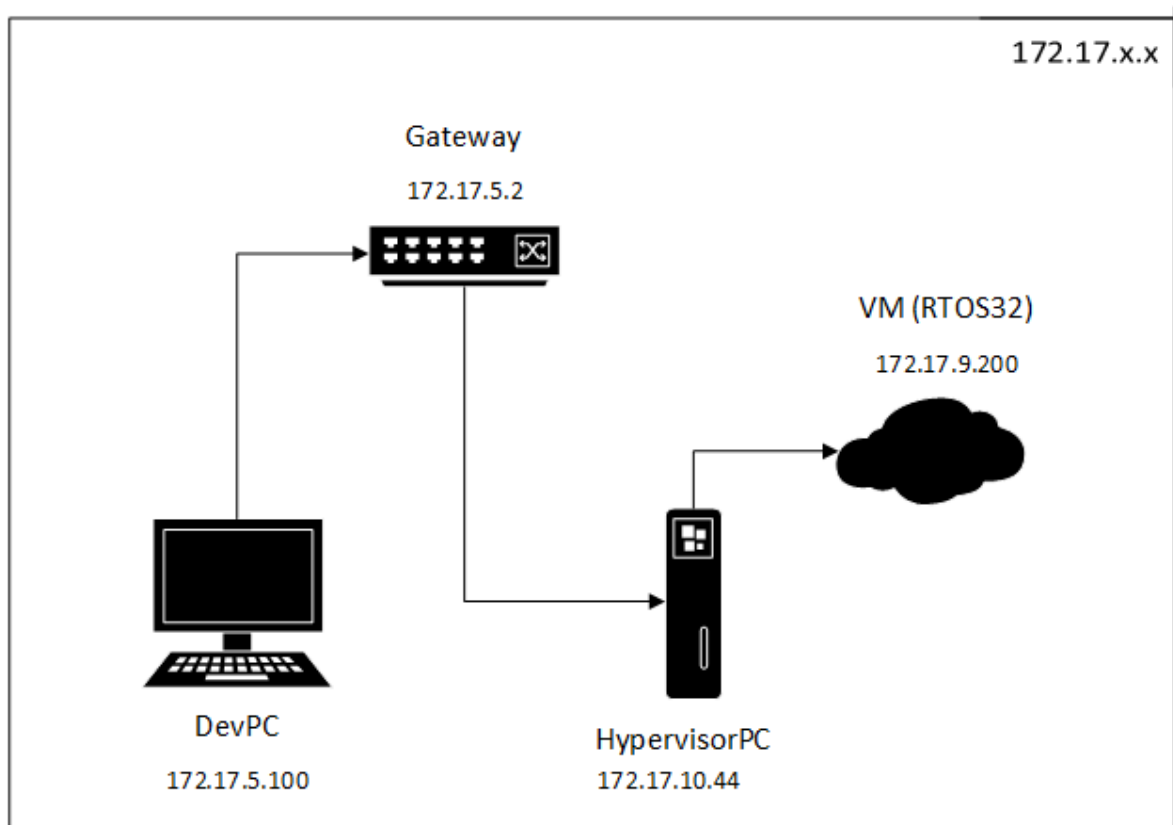 172.17.x.x
Gateway
172.17.5.2
VM (RTOS32)
172.17.9.200
DevPC
172.17.5.100
HypervisorPC
172.17.10.44